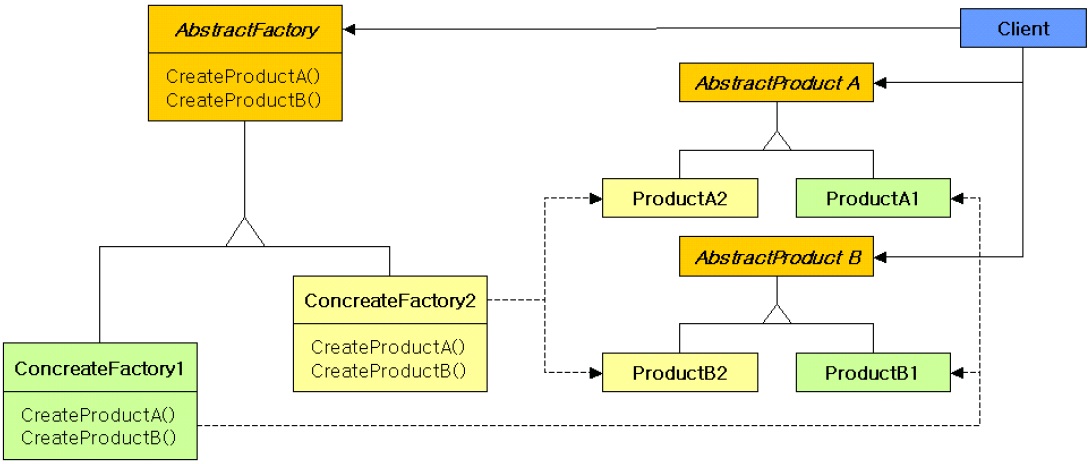 AbstractFactory
CreateProductA()
CreateProductB()
Client
AbstractProduct A
ProductA2
ProductA1
AbstractProduct B
ProductB2
ProductB1
ConcreateFactory2
CreateProductA()
CreateProductB()
ConcreateFactory1
CreateProductA()
CreateProductB()